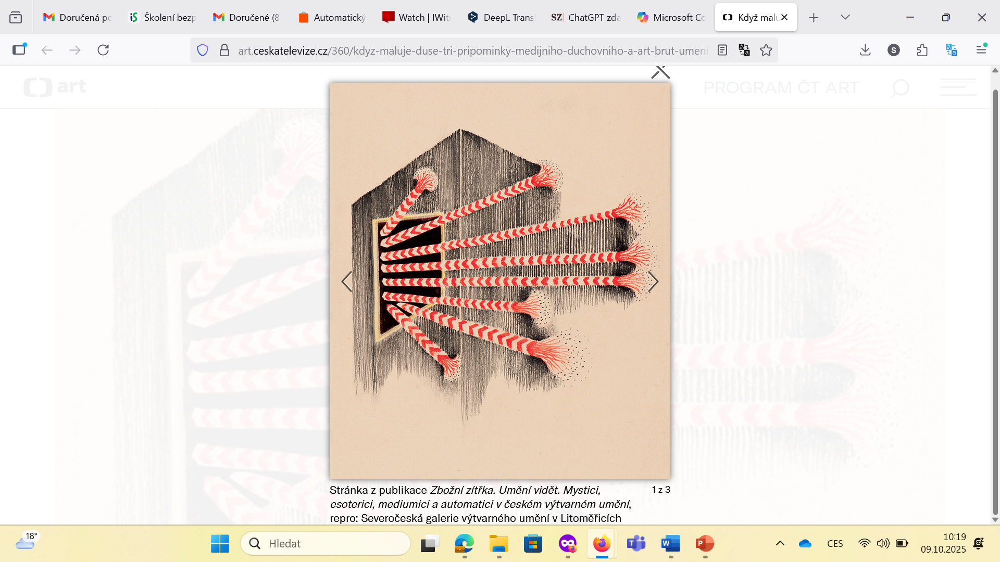 Doručená po
Školení bezp
Doručené (8
Automatický
Watch | IWit
DeepL Transl
SZ ChatGPT zda
Microsoft Co
Když malu
art.ceskatelevize.cz/360/kdyz-maluje-duse-tri-pripominky-medijniho-duchovniho-a-art-brut-umeni
S
art
PROGRAM ČT ART
Stránka z publikace Zbožní zítřka. Umění vidět. Mystici,
1 z 3
esoterici, mediumici a automatici v českém výtvarném umění,
repro: Severočeská galerie výtvarného umění v Litoměřicích
18°
Hledat
CES
10:19
09.10.2025